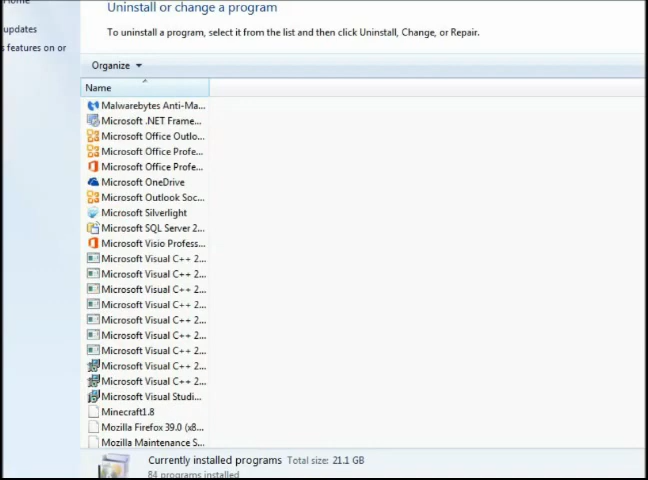 Home
updates
s features on or
Uninstall or change a program
To uninstall a program, select it from the list and then click Uninstall, Change, or Repair.
Organize
Name
Malwarebytes Anti-Ma...
Microsoft .NET Frame...
Microsoft Office Outlo...
Microsoft Office Profe...
Microsoft Office Profe...
Microsoft OneDrive
Microsoft Outlook Soc...
Microsoft Silverlight
Microsoft SQL Server 2...
Microsoft Visio Profess...
Microsoft Visual C++ 2...
Microsoft Visual C++ 2...
Microsoft Visual C++ 2...
Microsoft Visual C++ 2...
Microsoft Visual C++ 2...
Microsoft Visual C++ 2...
Microsoft Visual C++ 2...
Microsoft Visual C++ 2...
Microsoft Visual C++ 2...
Microsoft Visual Studi...
Minecraft1.8
Mozilla Firefox 39.0 (x8...
Mozilla Maintenance S...
Currently installed programs Total size: 21.1 GB
84 programs installed